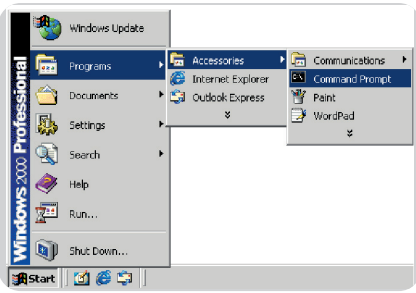 Windows Update
Programs
Documents
Settings
Search
Help
Run...
Shut Down...
Windows 2000 Professional
Accessories
Internet Explorer
Outlook Express
Communications
Command Prompt
Paint
WordPad
Start